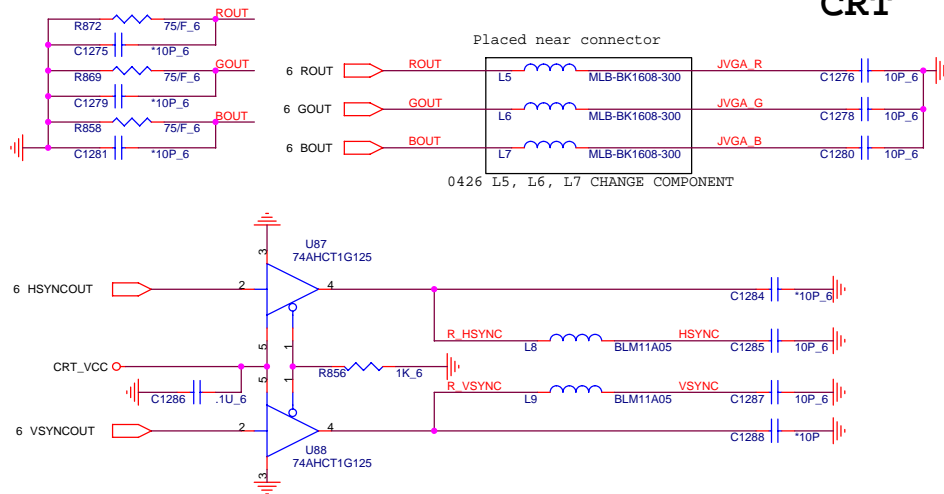 CRT
R872 75/F_6 ROUT
C1275 *10P_6
R869 75/F_6 GOUT
C1279 *10P_6
R858 75/F_6 BOUT
C1281 *10P_6
Placed near connector
6 ROUT ROUT L5 MLB-BK1608-300 JVGA_R C1276 10P_6
6 GOUT GOUT L6 MLB-BK1608-300 JVGA_G C1278 10P_6
6 BOUT BOUT L7 MLB-BK1608-300 JVGA_B C1280 10P_6
0426 L5, L6, L7 CHANGE COMPONENT
3
U87
74AHCT1G125
6 HSYNCOUT 2 4 C1284 *10P_6
5 1
R_HSYNC L8 BLM11A05 HSYNC C1285 10P_6
CRT_VCC R856 1K_6
5 1
C1286 .1U_6 R_VSYNC L9 BLM11A05 VSYNC C1287 10P_6
6 VSYNCOUT 2 4 C1288 *10P
U88
74AHCT1G125
3